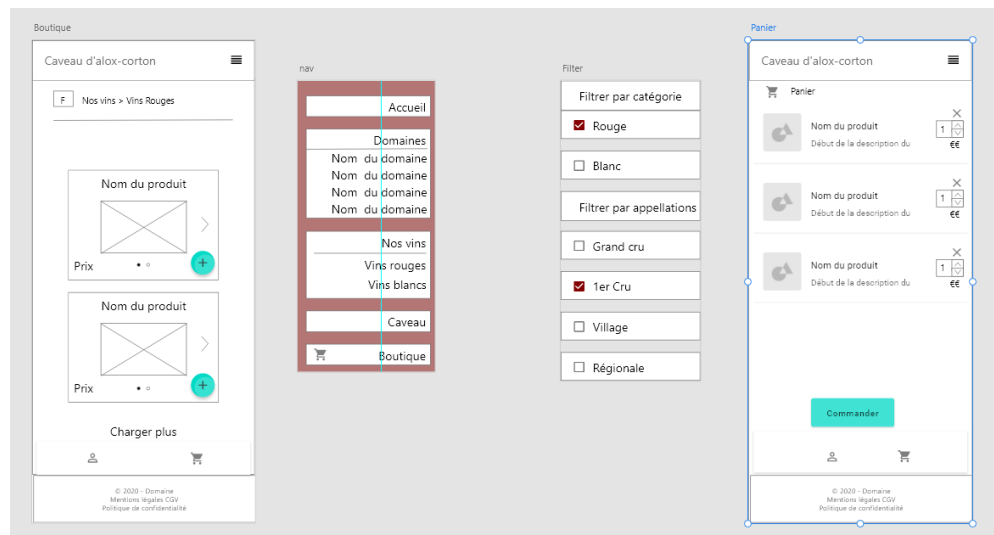 Boutique
Caveau d'alox-corton
F Nos vins > Vins Rouges
Nom du produit
Prix
+
Nom du produit
Prix
+
Charger plus
© 2020 - Domaine
Mentions légales CGV
Politique de confidentialité
nav
Accueil
Domaines
Nom du domaine
Nom du domaine
Nom du domaine
Nom du domaine
Nos vins
Vins rouges
Vins blancs
Caveau
Boutique
Filter
Filtrer par catégorie
Rouge
Blanc
Filtrer par appellations
Grand cru
1er Cru
Village
Régionale
Panier
Caveau d'alox-corton
Panier
Nom du produit
1
Début de la description du
€€
Nom du produit
1
Début de la description du
€€
Nom du produit
1
Début de la description du
€€
Commander
© 2020 - Domaine
Mentions légales CGV
Politique de confidentialité